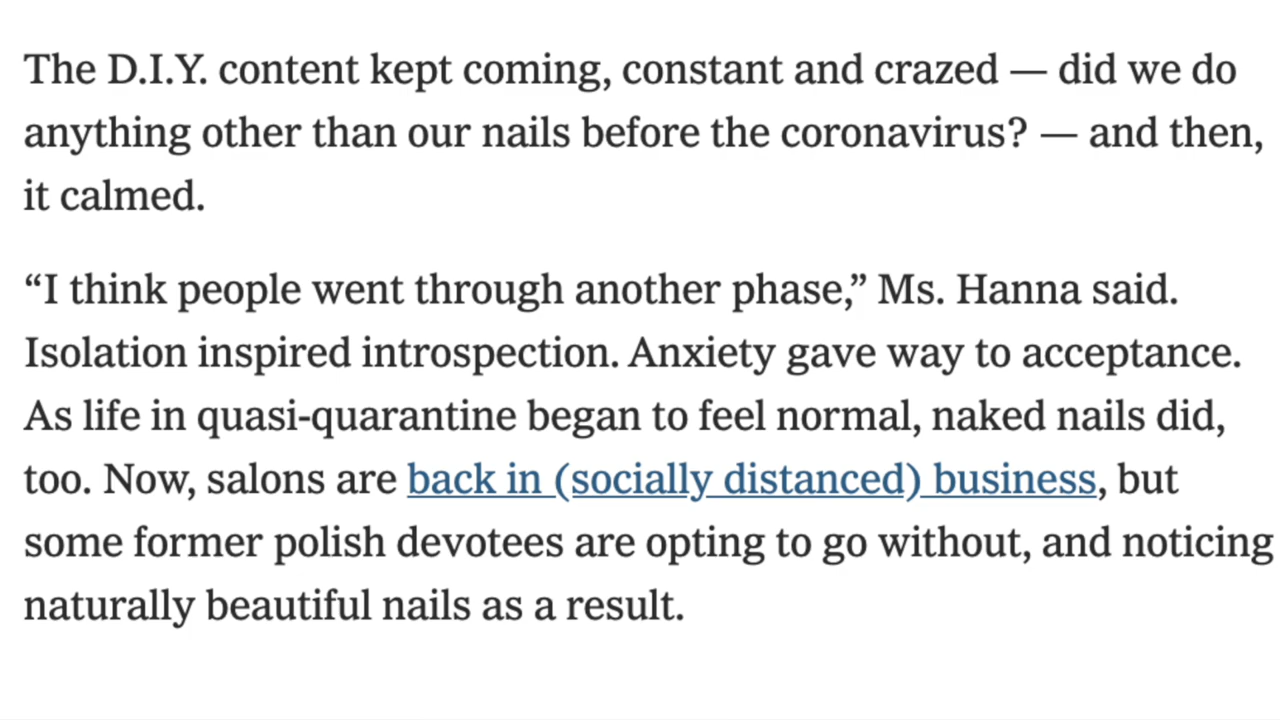 The D.I.Y. content kept coming, constant and crazed — did we do
anything other than our nails before the coronavirus? — and then,
it calmed.
“I think people went through another phase,” Ms. Hanna said.
Isolation inspired introspection. Anxiety gave way to acceptance.
As life in quasi-quarantine began to feel normal, naked nails did,
too. Now, salons are back in (socially distanced) business, but
some former polish devotees are opting to go without, and noticing
naturally beautiful nails as a result.